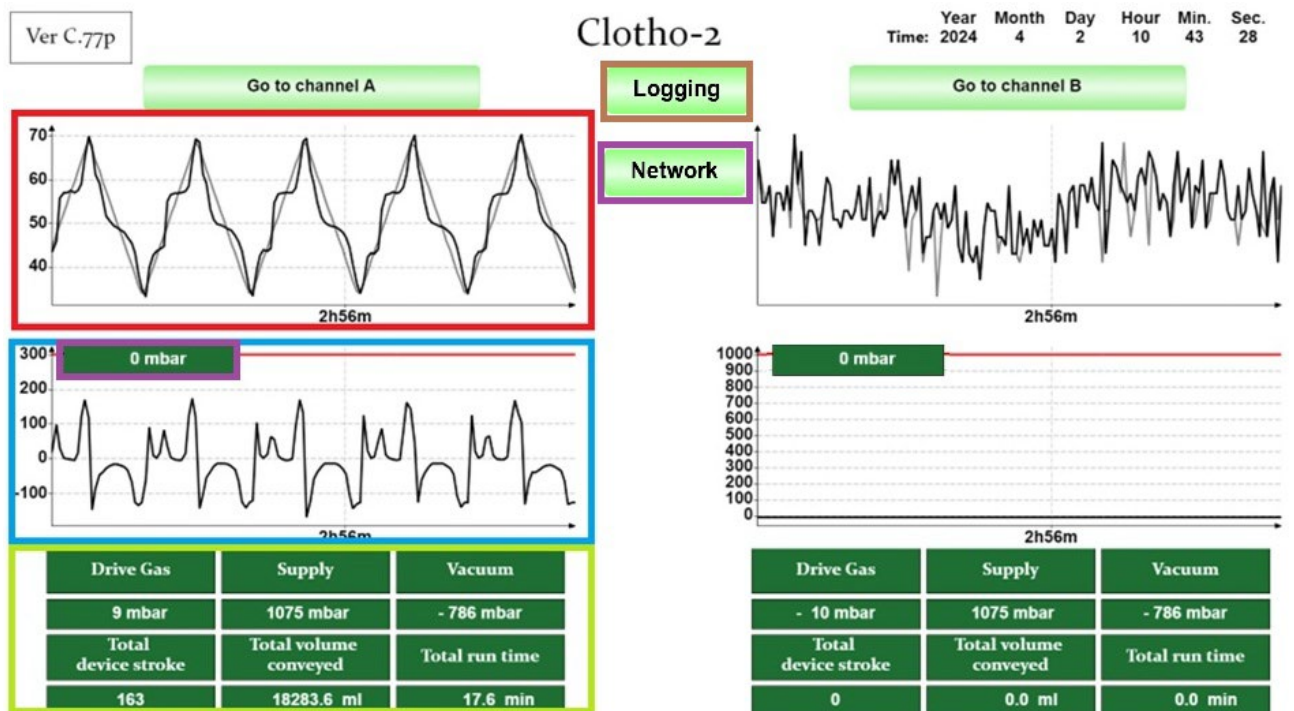 Ver C.77p
Clotho-2
Year Month Day Hour Min. Sec.
Time: 2024 4 2 10 43 28
Go to channel A
Logging
Go to channel B
Network
70
60
50
40
2h56m
2h56m
300
0 mbar
200
100
0
-100
2h56m
1000
0 mbar
900
800
700
600
500
400
300
200
100
0
2h56m
Drive Gas Supply Vacuum
9 mbar 1075 mbar - 786 mbar
Total device stroke
Total volume conveyed
Total run time
163 18283.6 ml 17.6 min
Drive Gas Supply Vacuum
- 10 mbar 1075 mbar - 786 mbar
Total device stroke
Total volume conveyed
Total run time
0 0.0 ml 0.0 min